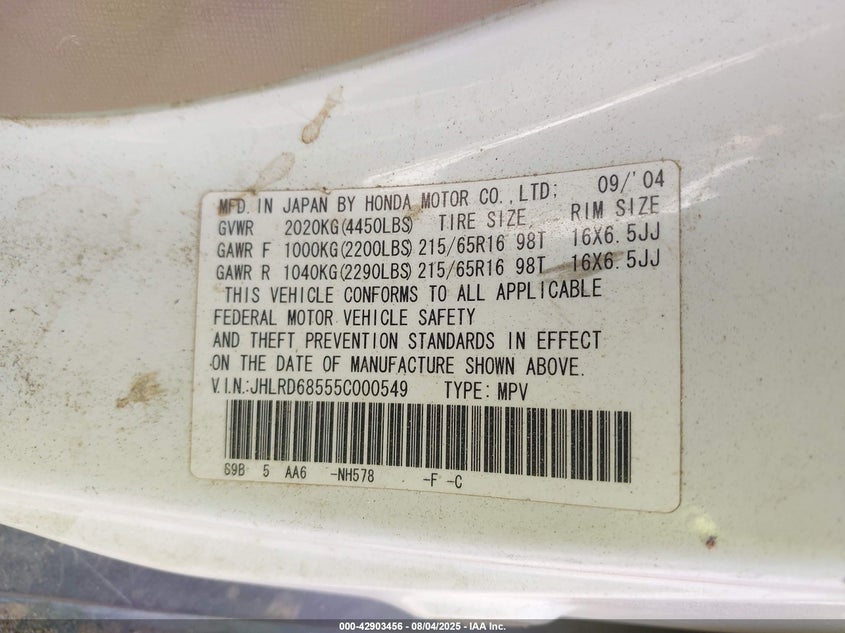 MFD. IN JAPAN BY HONDA MOTOR CO., LTD; 09/'04
GVWR 2020KG(4450LBS) TIRE SIZE RIM SIZE
GAWR F 1000KG(2200LBS) 215/65R16 98T 16X6.5JJ
GAWR R 1040KG(2290LBS) 215/65R16 98T 16X6.5JJ
THIS VEHICLE CONFORMS TO ALL APPLICABLE
FEDERAL MOTOR VEHICLE SAFETY
AND THEFT PREVENTION STANDARDS IN EFFECT
ON THE DATE OF MANUFACTURE SHOWN ABOVE.
V.I.N.:JHLRD68555C000549 TYPE: MPV
S9B 5 AA6 -NH578 -F -C
000-42903456 - 08/04/2025 - IAA Inc.